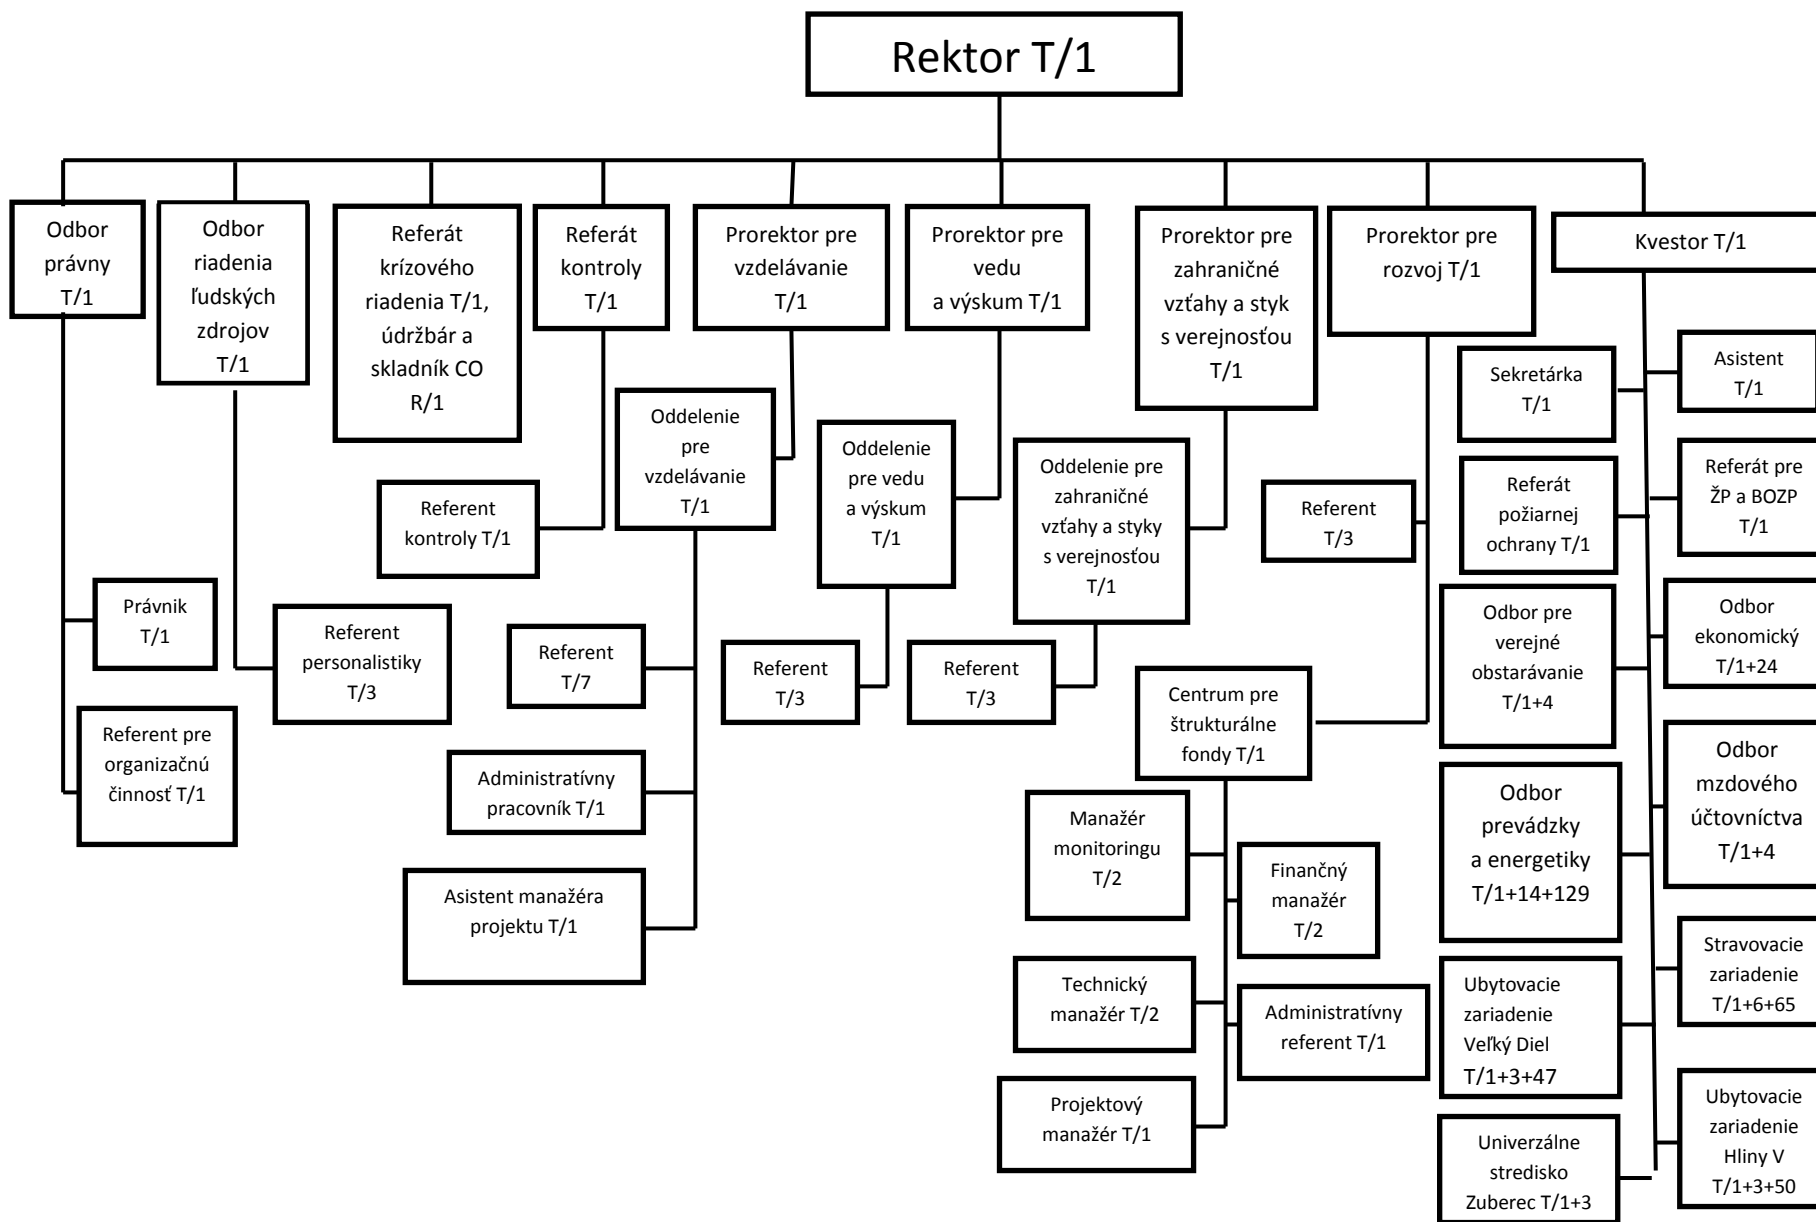 Rektor T/1
Odbor
právny
T/1
Odbor
riadenia
ľudských
zdrojov
T/1
Referát
krízového
riadenia T/1,
údržbár a
skladník CO
R/1
Referát
kontroly
T/1
Prorektor pre
vzdelávanie
T/1
Prorektor pre
vedu
a výskum T/1
Prorektor pre
zahraničné
vzťahy a styk
s verejnosťou
T/1
Prorektor pre
rozvoj T/1
Kvestor T/1
Sekretárka
T/1
Asistent
T/1
Oddelenie
pre
vzdelávanie
T/1
Oddelenie
pre vedu
a výskum
T/1
Oddelenie pre
zahraničné
vzťahy a styky
s verejnosťou
T/1
Referent
kontroly T/1
Referent
T/3
Referát
požiarnej
ochrany T/1
Referát pre
ŽP a BOZP
T/1
Právnik
T/1
Referent
personalistiky
T/3
Referent
T/7
Referent
T/3
Referent
T/3
Centrum pre
štrukturálne
fondy T/1
Odbor pre
verejné
obstarávanie
T/1+4
Odbor
ekonomický
T/1+24
Referent pre
organizačnú
činnosť T/1
Administratívny
pracovník T/1
Asistent manažéra
projektu T/1
Manažér
monitoringu
T/2
Finančný
manažér
T/2
Technický
manažér T/2
Administratívny
referent T/1
Projektový
manažér T/1
Odbor
prevádzky
a energetiky
T/1+14+129
Odbor
mzdového
účtovníctva
T/1+4
Ubytovacie
zariadenie
Veľký Diel
T/1+3+47
Stravovacie
zariadenie
T/1+6+65
Univerzálne
stredisko
Zuberec T/1+3
Ubytovacie
zariadenie
Hliny V
T/1+3+50